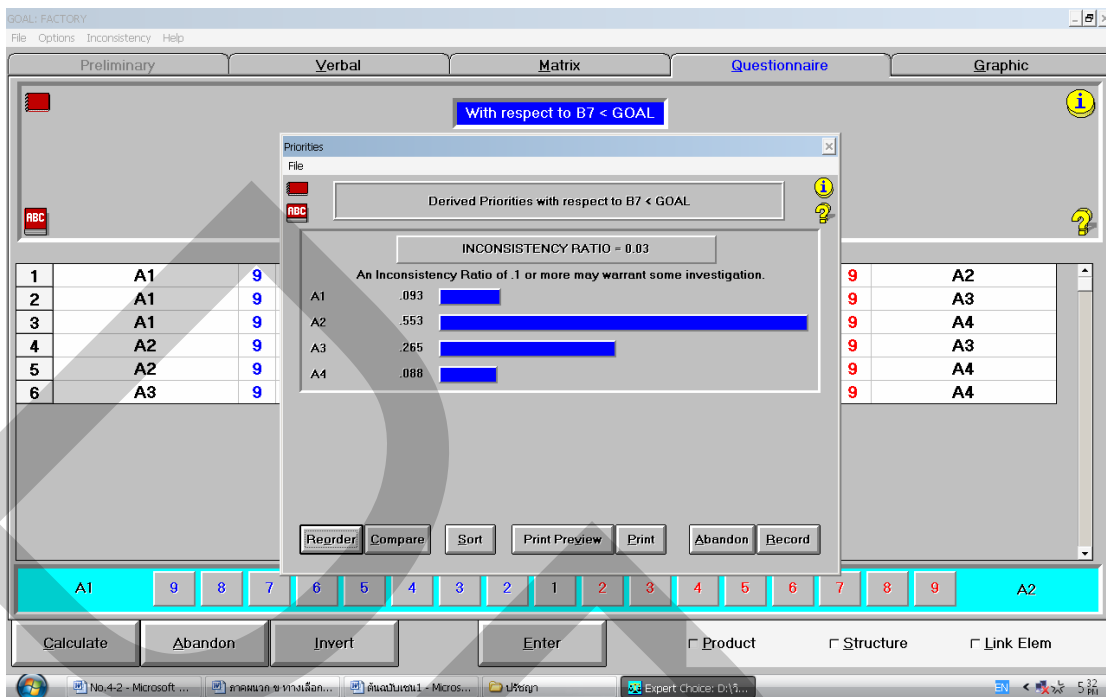 GOAL: FACTORY
File Options Inconsistency Help
Preliminary Verbal Matrix Questionnaire Graphic
With respect to B7 < GOAL
Priorities
File
Derived Priorities with respect to B7 < GOAL
ABC
ABC
INCONSISTENCY RATIO = 0.03
An Inconsistency Ratio of .1 or more may warrant some investigation.
A1 .093
A2 .553
A3 .265
A4 .088
1 A1 9 9 A2
2 A1 9 9 A3
3 A1 9 9 A4
4 A2 9 9 A3
5 A2 9 9 A4
6 A3 9 9 A4
Reorder Compare Sort Print Preview Print Abandon Record
A1 9 8 7 6 5 4 3 2 1 2 3 4 5 6 7 8 9 A2
Calculate Abandon Invert Enter Product Structure Link Elem
No.4-2 - Microsoft ... ภาคผนวก ข ทางเลือก... ต้นฉบับเชน1 - Micros... ปรัชญา Expert Choice: D:\... EN 5:32 PM